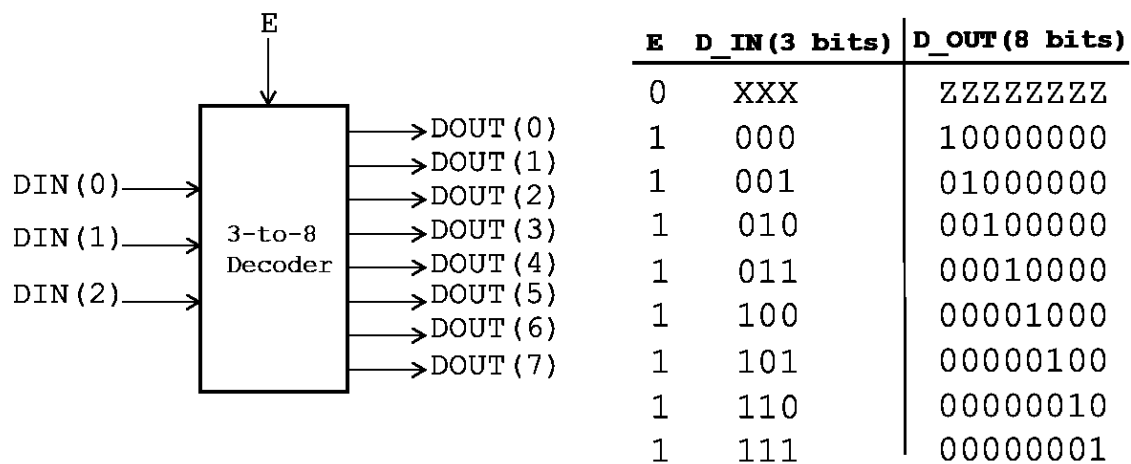 E
DIN(0)
DIN(1)
DIN(2)
3-to-8
Decoder
DOUT(0)
DOUT(1)
DOUT(2)
DOUT(3)
DOUT(4)
DOUT(5)
DOUT(6)
DOUT(7)
E D_IN(3 bits) D_OUT(8 bits)
0 XXX ZZZZZZZZ
1 000 10000000
1 001 01000000
1 010 00100000
1 011 00010000
1 100 00001000
1 101 00000100
1 110 00000010
1 111 00000001